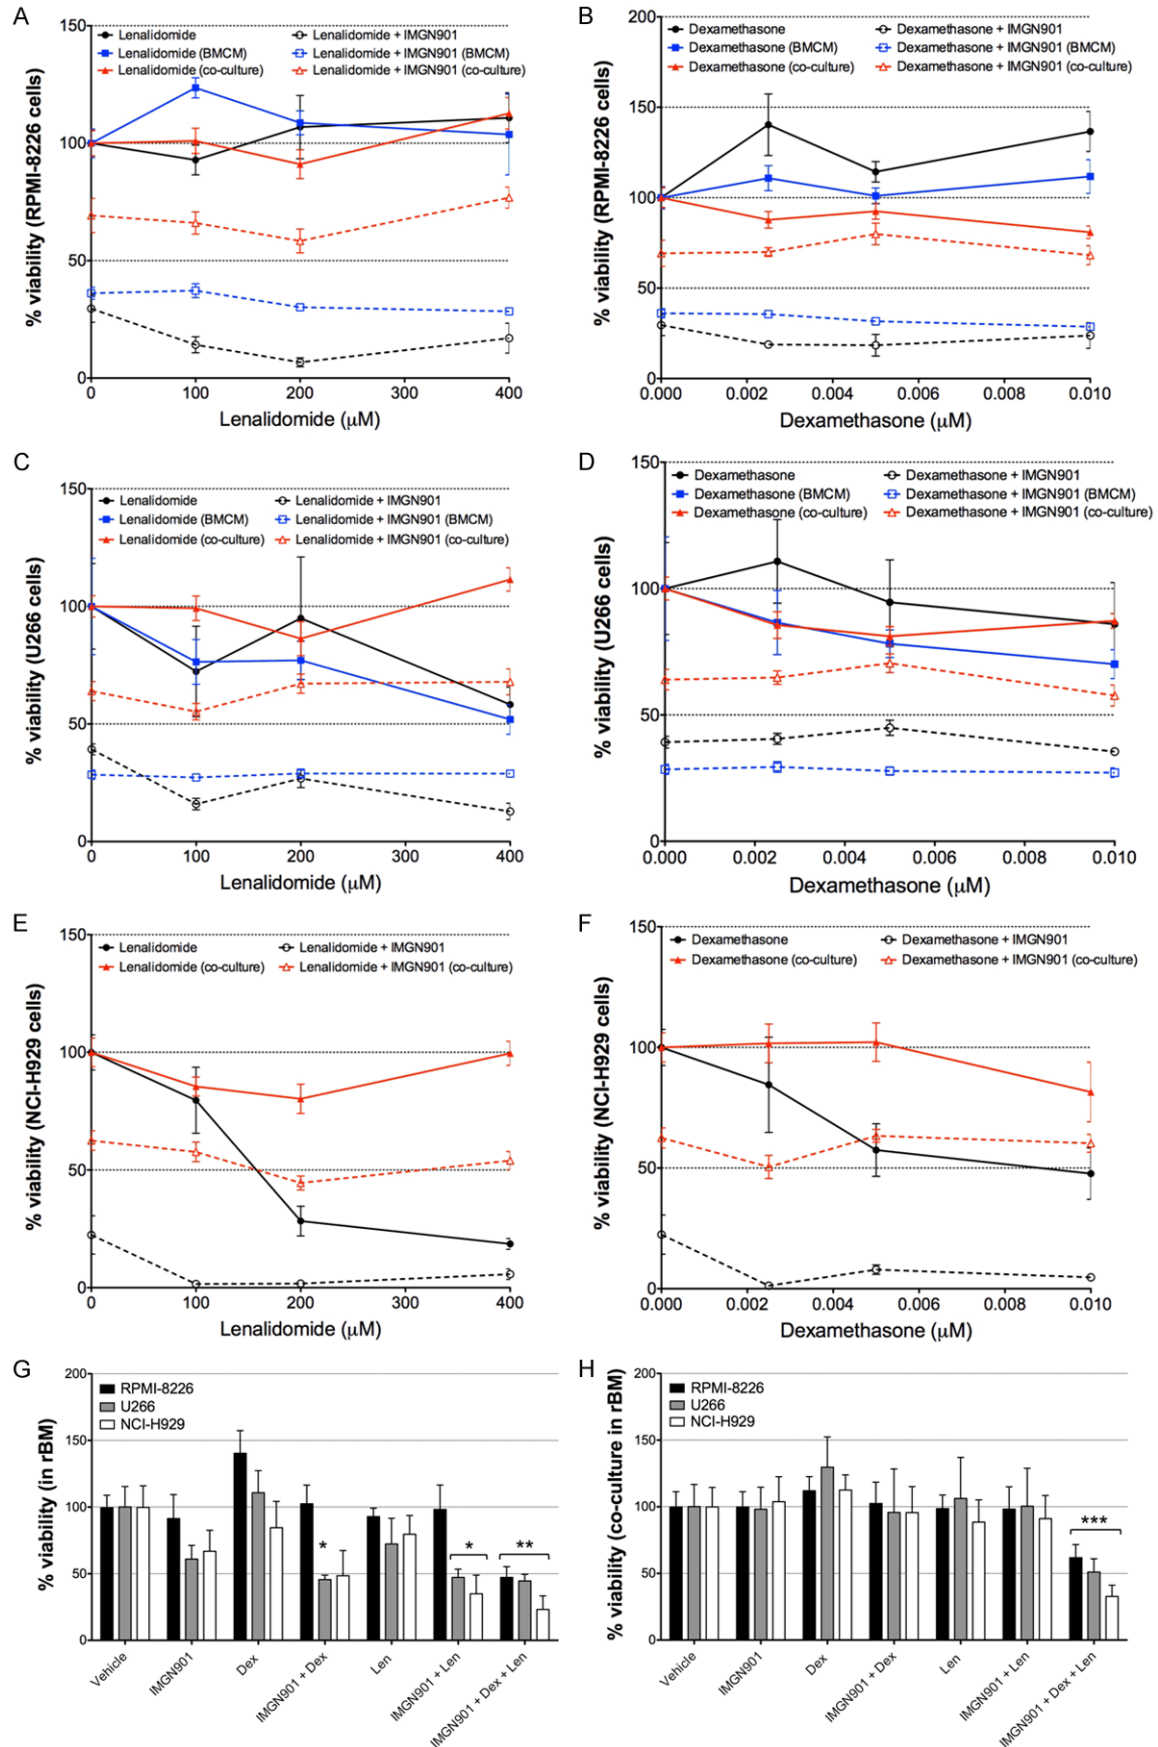 A
150
100
50
0
% viability (RPMI-8226 cells)
Lenalidomide
Lenalidomide (BMCM)
Lenalidomide (co-culture)
Lenalidomide + IMGN901
Lenalidomide + IMGN901 (BMCM)
Lenalidomide + IMGN901 (co-culture)
0 100 200 300 400
Lenalidomide (μM)
B
200
150
100
50
0
% viability (RPMI-8226 cells)
Dexamethasone
Dexamethasone (BMCM)
Dexamethasone (co-culture)
Dexamethasone + IMGN901
Dexamethasone + IMGN901 (BMCM)
Dexamethasone + IMGN901 (co-culture)
0.000 0.002 0.004 0.006 0.008 0.010
Dexamethasone (μM)
C
150
100
50
0
% viability (U266 cells)
Lenalidomide
Lenalidomide (BMCM)
Lenalidomide (co-culture)
Lenalidomide + IMGN901
Lenalidomide + IMGN901 (BMCM)
Lenalidomide + IMGN901 (co-culture)
0 100 200 300 400
Lenalidomide (μM)
D
150
100
50
0
% viability (U266 cells)
Dexamethasone
Dexamethasone (BMCM)
Dexamethasone (co-culture)
Dexamethasone + IMGN901
Dexamethasone + IMGN901 (BMCM)
Dexamethasone + IMGN901 (co-culture)
0.000 0.002 0.004 0.006 0.008 0.010
Dexamethasone (μM)
E
150
100
50
0
% viability (NCI-H929 cells)
Lenalidomide
Lenalidomide (co-culture)
Lenalidomide + IMGN901
Lenalidomide + IMGN901 (co-culture)
0 100 200 300 400
Lenalidomide (μM)
F
150
100
50
0
% viability (NCI-H929 cells)
Dexamethasone
Dexamethasone (co-culture)
Dexamethasone + IMGN901
Dexamethasone + IMGN901 (co-culture)
0.000 0.002 0.004 0.006 0.008 0.010
Dexamethasone (μM)
G
200
150
100
50
0
% viability (in rBM)
RPMI-8226
U266
NCI-H929
* * **
Vehicle
IMGN901
Dex
IMGN901 + Dex
Len
IMGN901 + Len
IMGN901 + Dex + Len
H
200
150
100
50
0
% viability (co-culture in rBM)
RPMI-8226
U266
NCI-H929
***
Vehicle
IMGN901
Dex
IMGN901 + Dex
Len
IMGN901 + Len
IMGN901 + Dex + Len